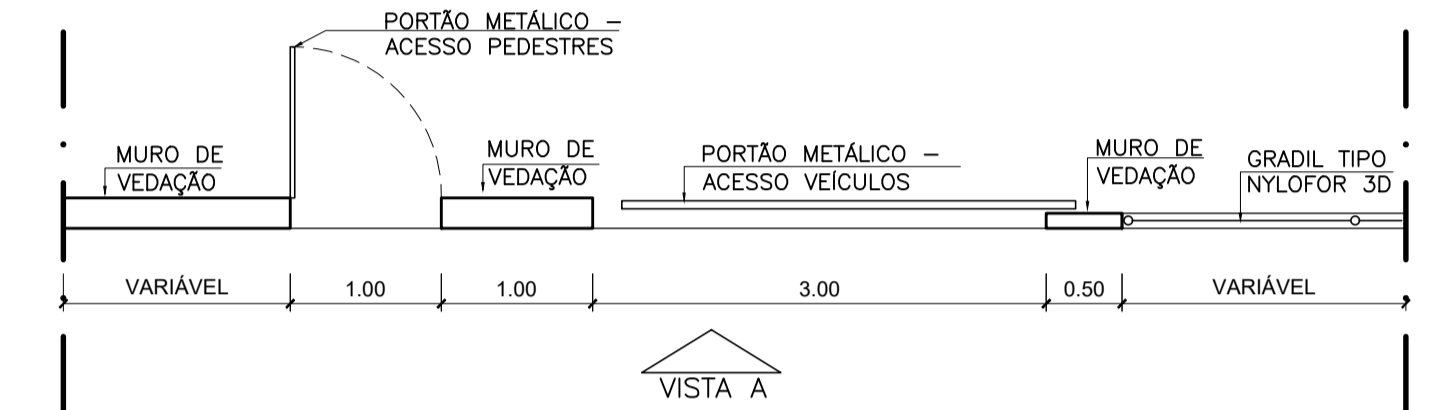 PORTÃO METÁLICO –
ACESSO PEDESTRES
MURO DE
VEDAÇÃO
MURO DE
VEDAÇÃO
PORTÃO METÁLICO –
ACESSO VEÍCULOS
MURO DE
VEDAÇÃO
GRADIL TIPO
NYLOFOR 3D
VARIÁVEL
1.00
1.00
3.00
0.50
VARIÁVEL
VISTA A